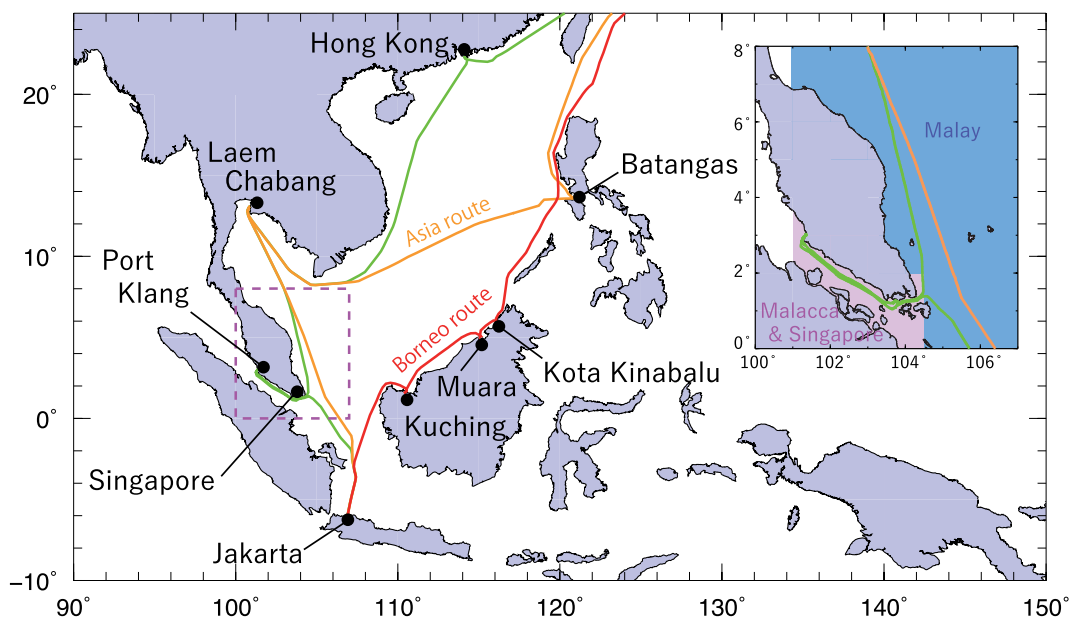 Hong Kong
Laem
Chabang
Batangas
Asia route
Port
Klang
Borneo route
Kota Kinabalu
Muara
Kuching
Singapore
Jakarta
20°
10°
0°
−10°
90°
100°
110°
120°
130°
140°
150°
8°
6°
4°
2°
0°
Malay
Malacca
& Singapore
100
102
104
106